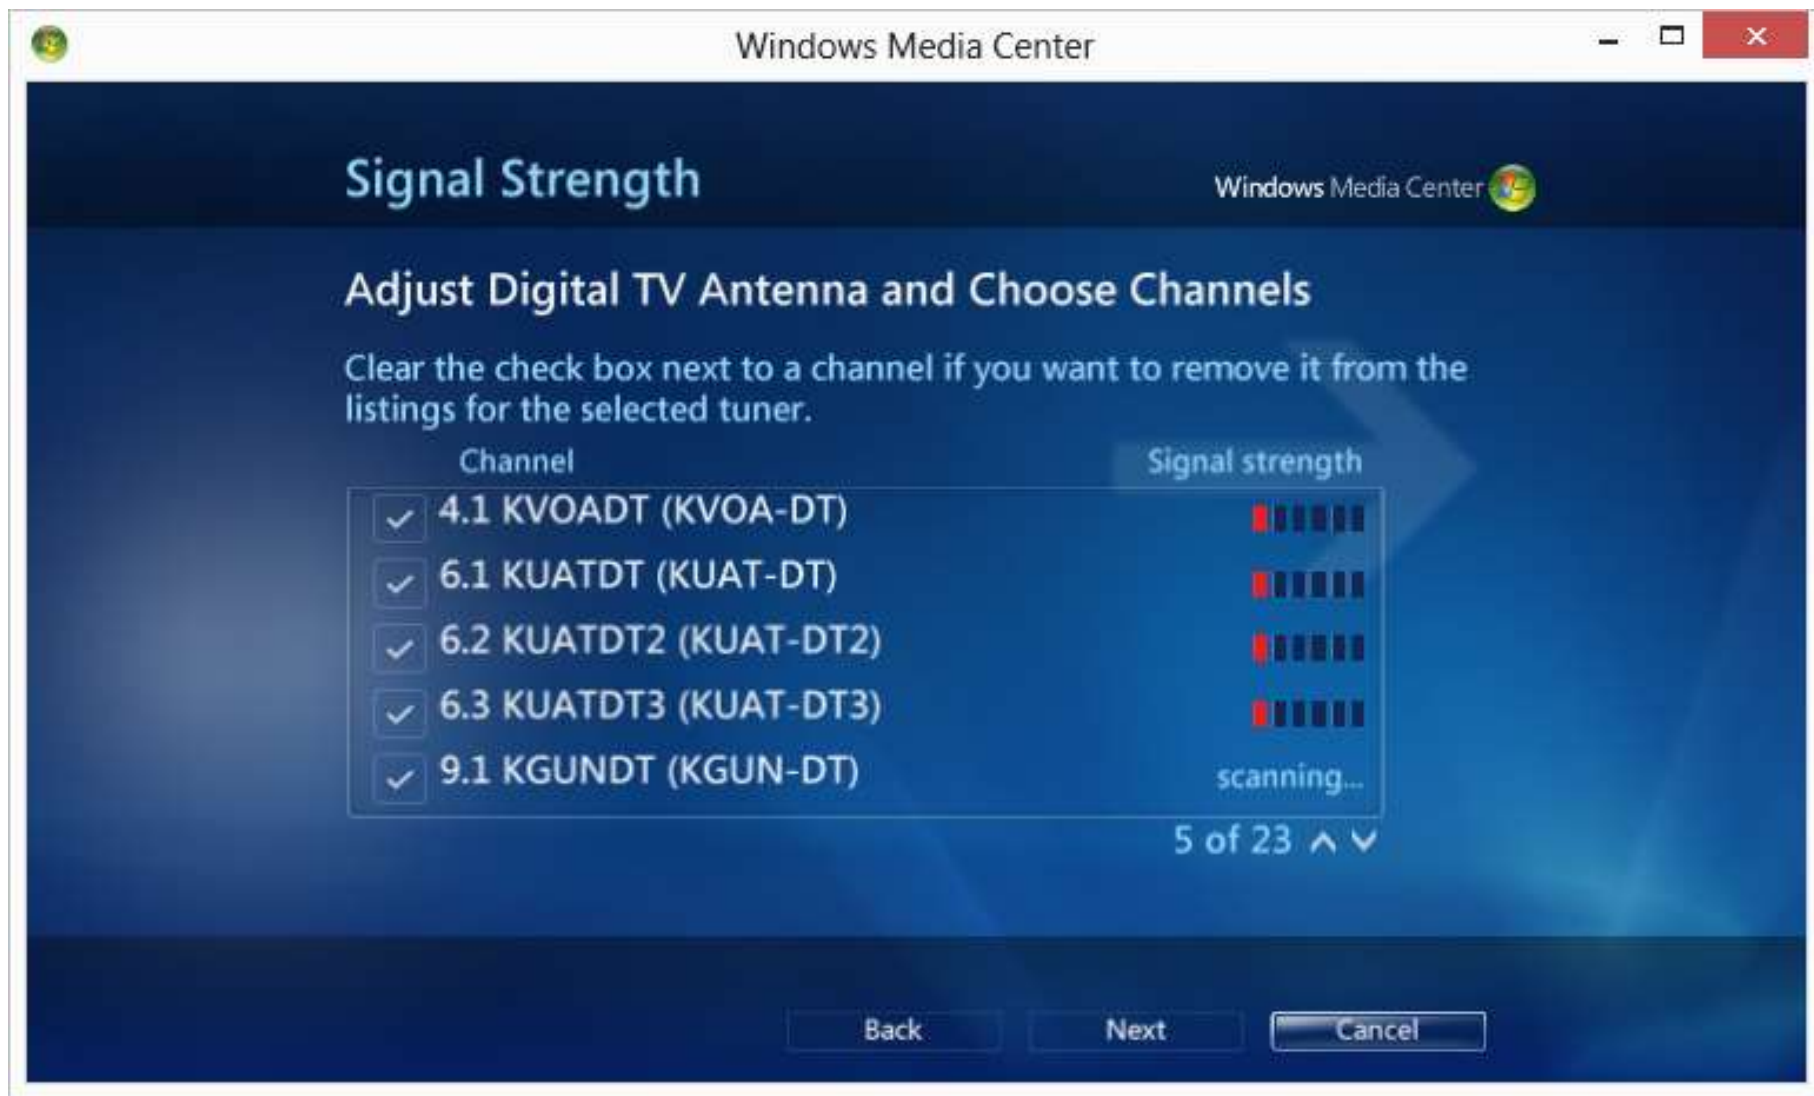 Windows Media Center
Signal Strength
Windows Media Center
Adjust Digital TV Antenna and Choose Channels
Clear the check box next to a channel if you want to remove it from the
listings for the selected tuner.
Channel Signal strength
4.1 KVOADT (KVOA-DT)
6.1 KUATDT (KUAT-DT)
6.2 KUATDT2 (KUAT-DT2)
6.3 KUATDT3 (KUAT-DT3)
9.1 KGUNDT (KGUN-DT) scanning...
5 of 23
Back Next Cancel